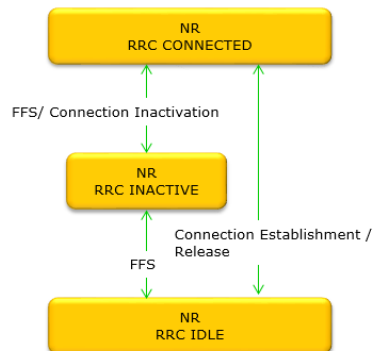 NR
RRC CONNECTED
FFS/ Connection Inactivation
NR
RRC INACTIVE
Connection Establishment /
Release
FFS
NR
RRC IDLE